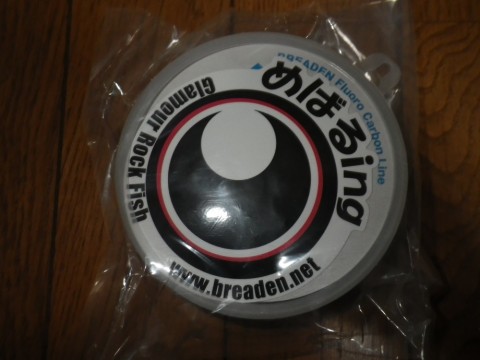 BREADEN Fluoro Carbon Line
めばるing
Glamour Rock Fish
www.breaden.net